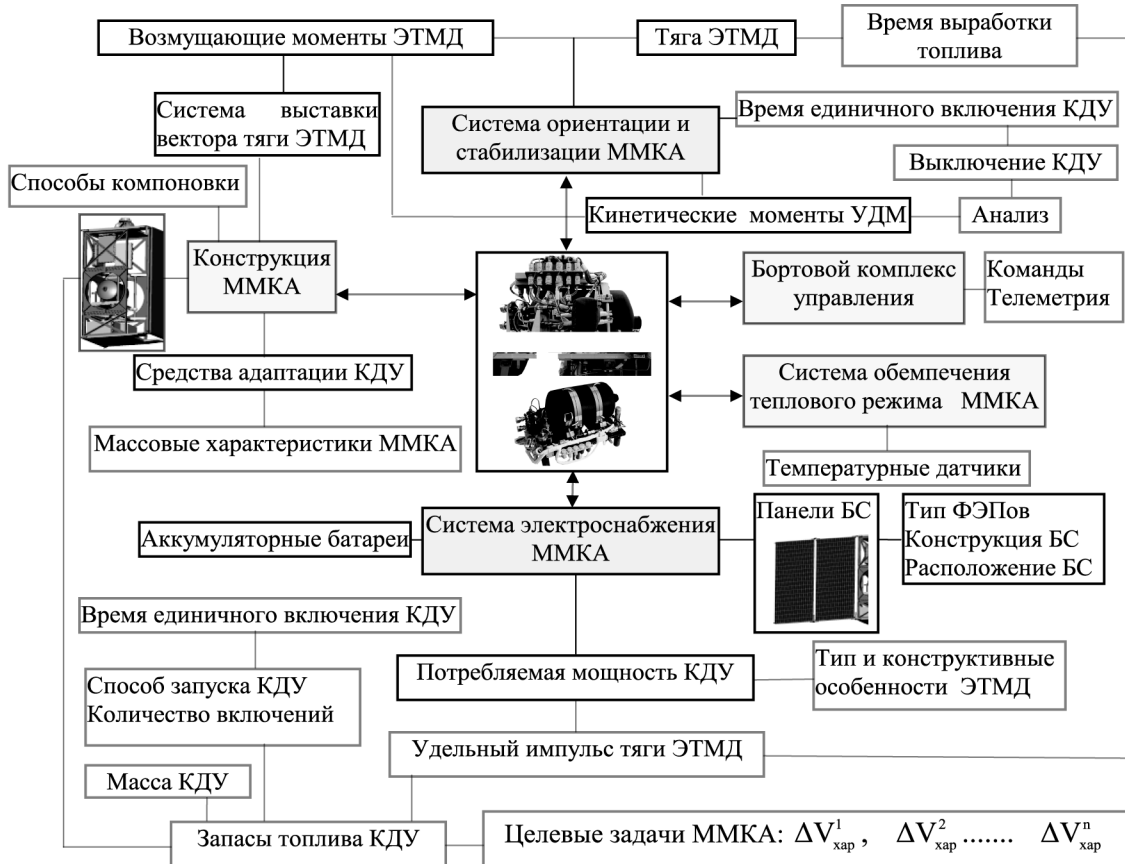 Возмущающие моменты ЭТМД
Тяга ЭТМД
Время выработки
топлива
Система выставки
вектора тяги ЭТМД
Система ориентации и
стабилизации ММКА
Время единичного включения КДУ
Выключение КДУ
Способы компоновки
Кинетические моменты УДМ
Анализ
Конструкция
ММКА
Бортовой комплекс
управления
Команды
Телеметрия
Средства адаптации КДУ
Система обемпечения
теплового режима ММКА
Массовые характеристики ММКА
Температурные датчики
Аккумуляторные батареи
Система электроснабжения
ММКА
Панели БС
Тип ФЭПов
Конструкция БС
Расположение БС
Время единичного включения КДУ
Потребляемая мощность КДУ
Тип и конструктивные
особенности ЭТМД
Способ запуска КДУ
Количество включений
Удельный импульс тяги ЭТМД
Масса КДУ
Запасы топлива КДУ
Целевые задачи ММКА: ΔV¹хар , ΔV²хар ....... ΔVⁿхар